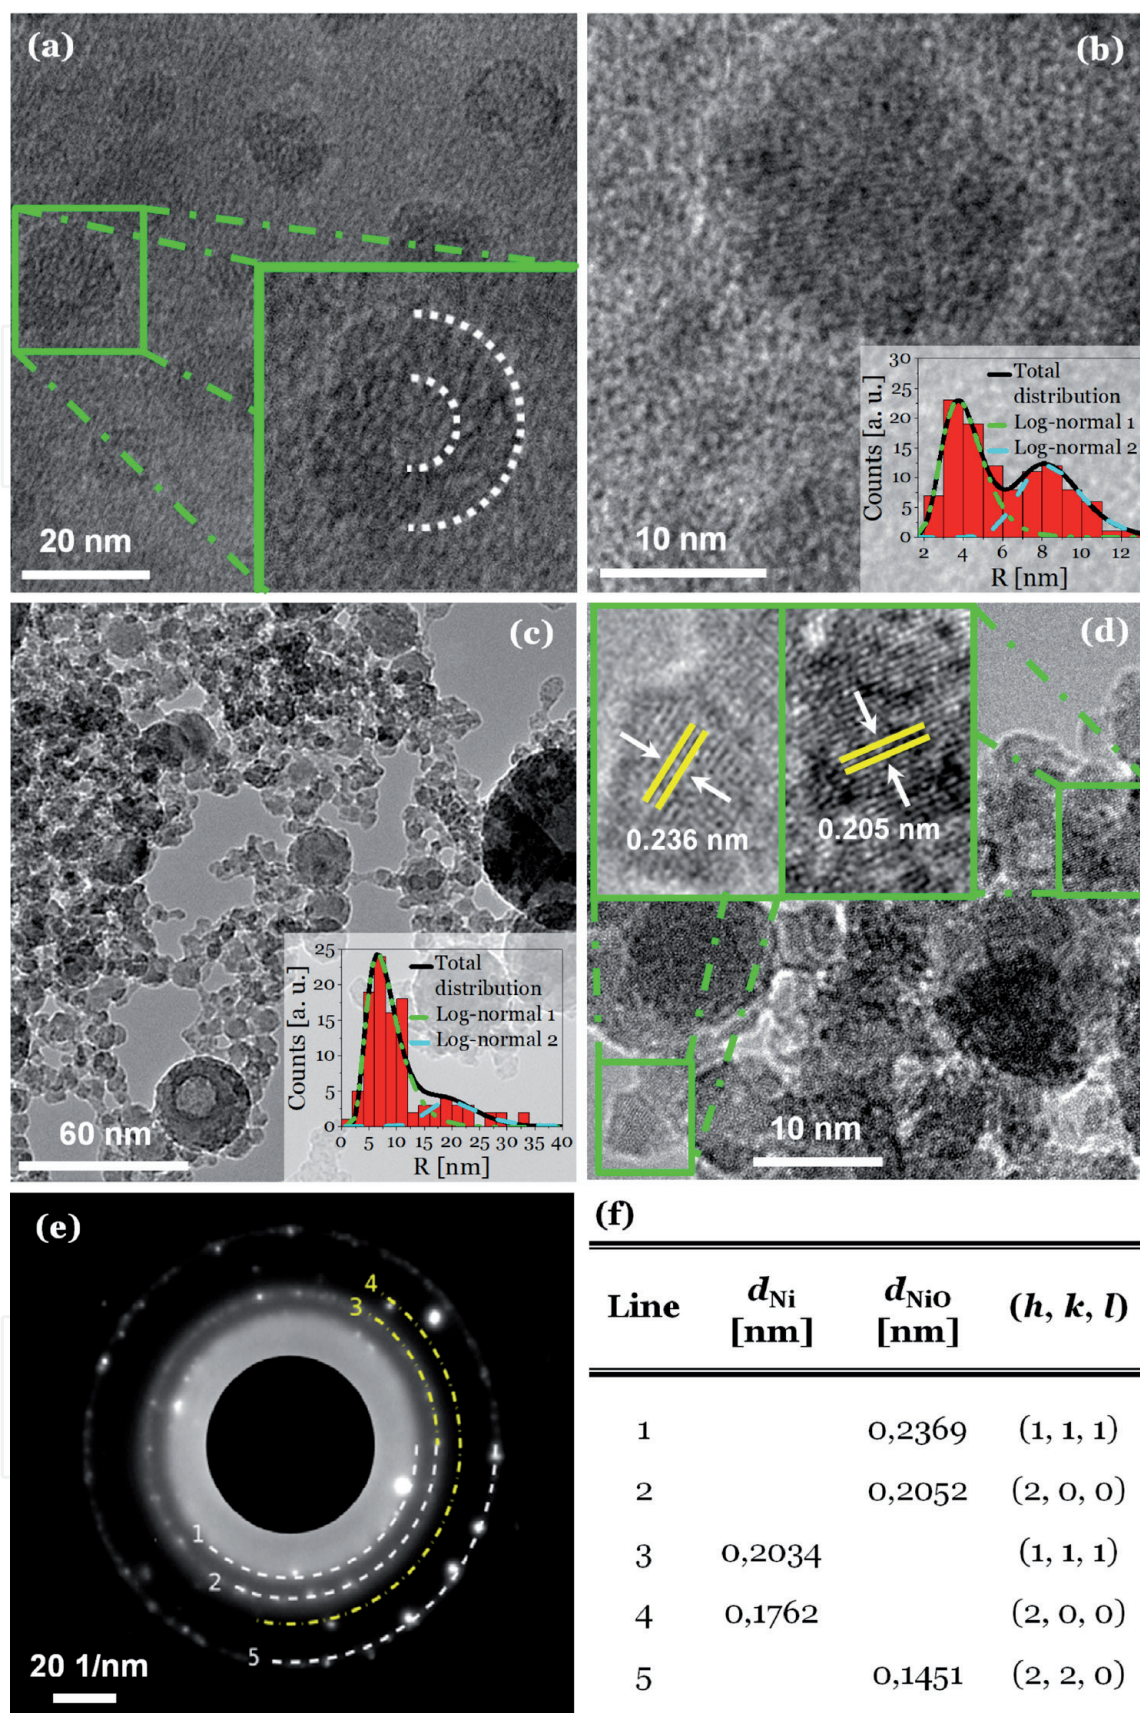 (a)
20 nm
(b)
10 nm
30
25
20
15
10
5
0
Counts [a. u.]
Total
distribution
Log-normal 1
Log-normal 2
2 4 6 8 10 12
R [nm]
(c)
60 nm
25
20
15
10
5
0
Counts [a. u.]
Total
distribution
Log-normal 1
Log-normal 2
0 5 10 15 20 25 30 35 40
R [nm]
(d)
0.236 nm
0.205 nm
10 nm
(e)
4
3
1
2
5
20 1/nm
(f)
Line d_Ni [nm] d_NiO [nm] (h, k, l)
1 0,2369 (1, 1, 1)
2 0,2052 (2, 0, 0)
3 0,2034 (1, 1, 1)
4 0,1762 (2, 0, 0)
5 0,1451 (2, 2, 0)